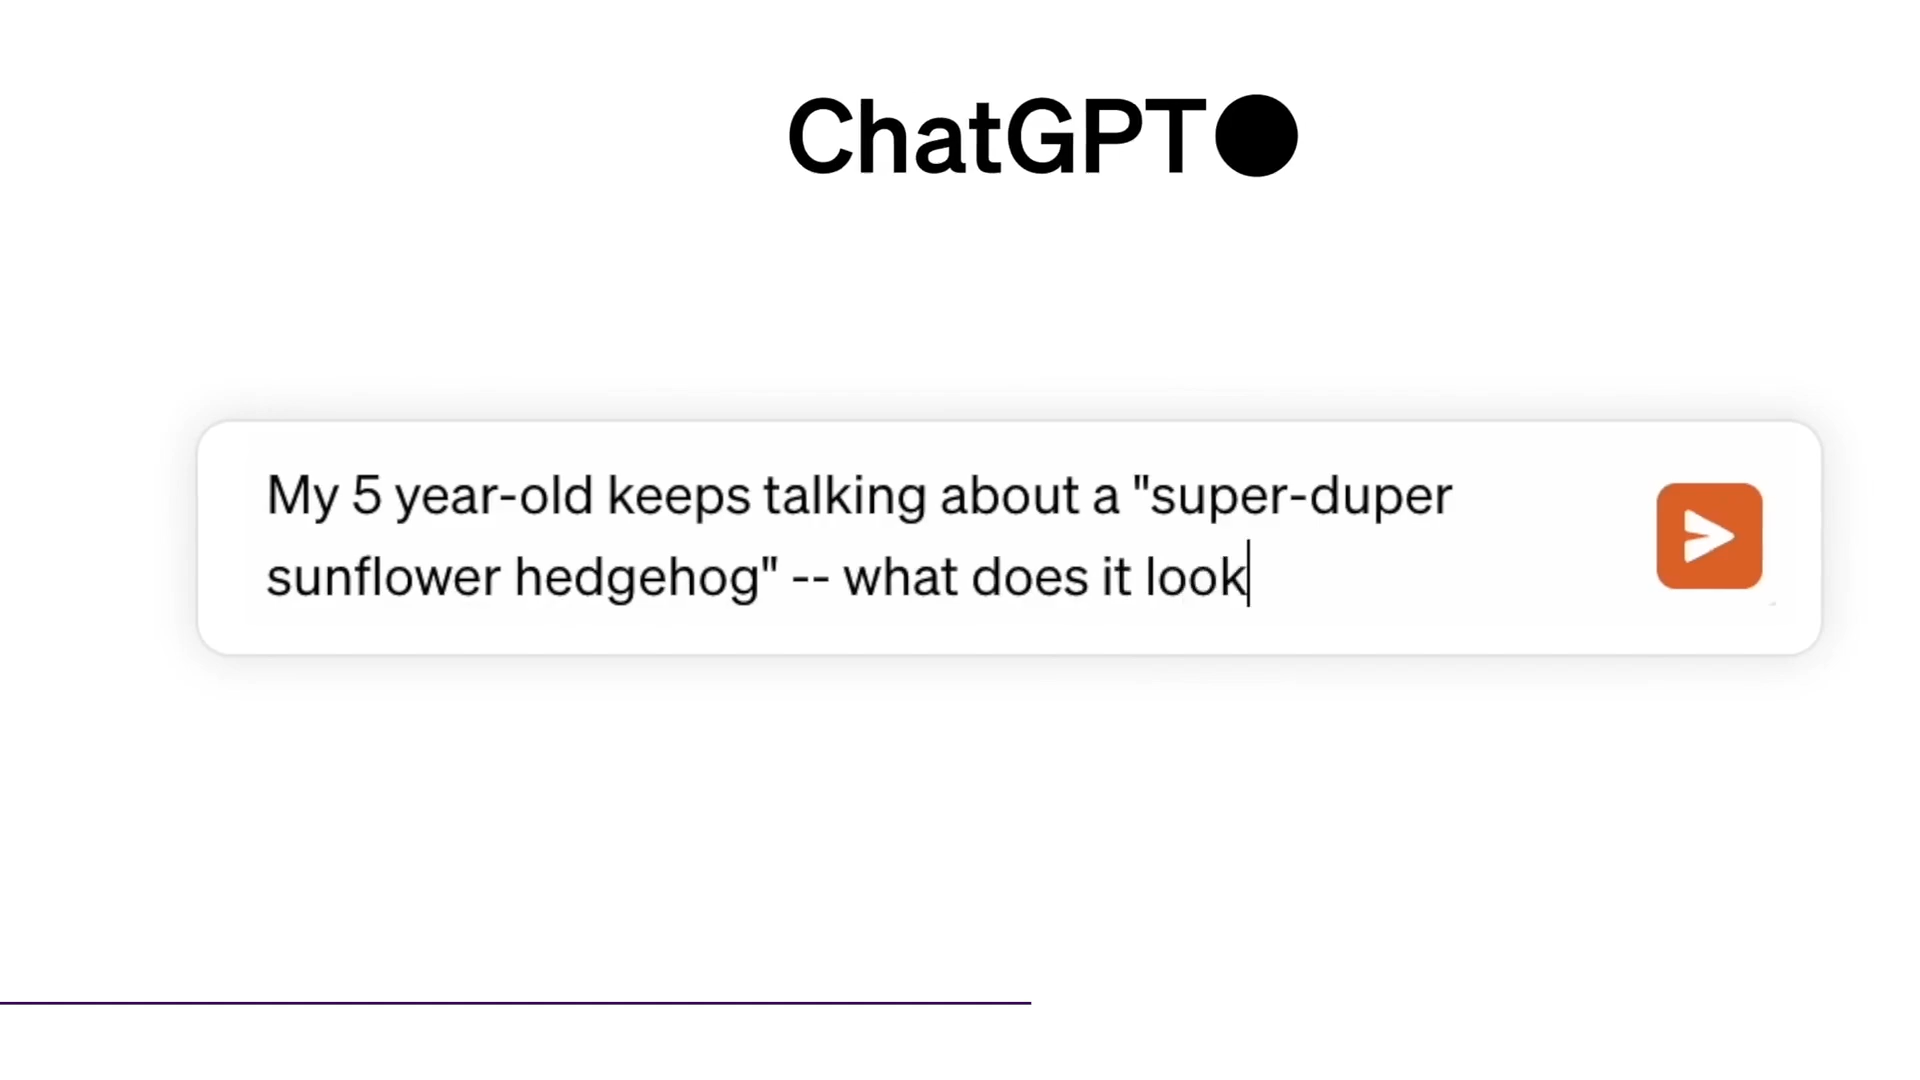 ChatGPT
My 5 year-old keeps talking about a "super-duper
sunflower hedgehog" -- what does it look